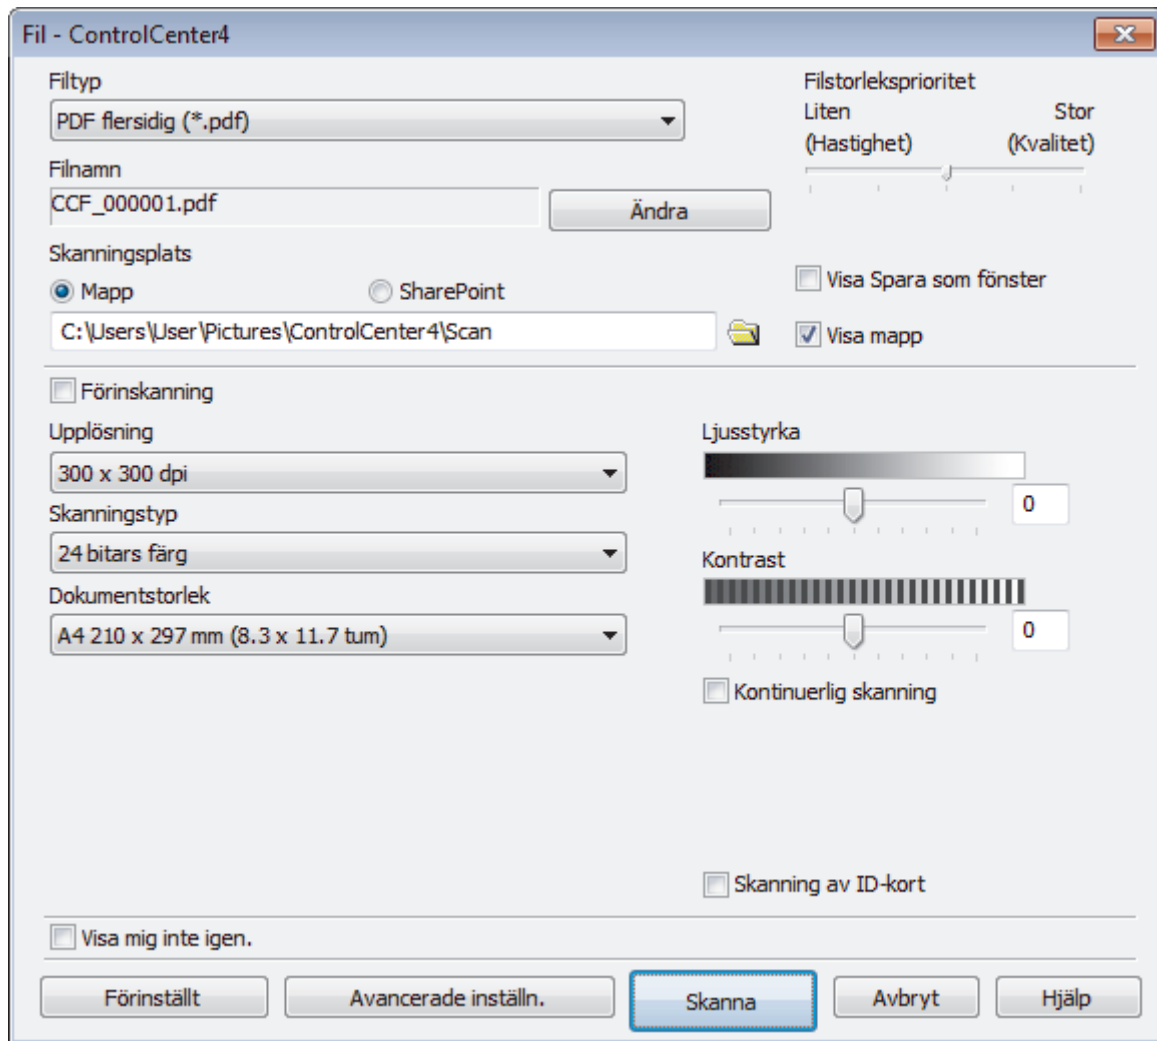 Fil - ControlCenter4
Filtyp
PDF flersidig (*.pdf)
Filstorleksprioritet
Liten Stor
(Hastighet) (Kvalitet)
Filnamn
CCF_000001.pdf
Ändra
Skanningsplats
Mapp SharePoint
Visa Spara som fönster
C:\Users\User\Pictures\ControlCenter4\Scan
Visa mapp
Förinskanning
Upplösning
300 x 300 dpi
Skanningstyp
24 bitars färg
Dokumentstorlek
A4 210 x 297 mm (8.3 x 11.7 tum)
Ljusstyrka
0
Kontrast
0
Kontinuerlig skanning
Skanning av ID-kort
Visa mig inte igen.
Förinställt Avancerade inställn. Skanna Avbryt Hjälp